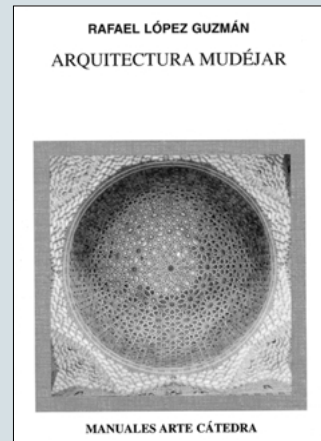 RAFAEL LÓPEZ GUZMÁN
ARQUITECTURA MUDÉJAR
MANUALES ARTE CÁTEDRA